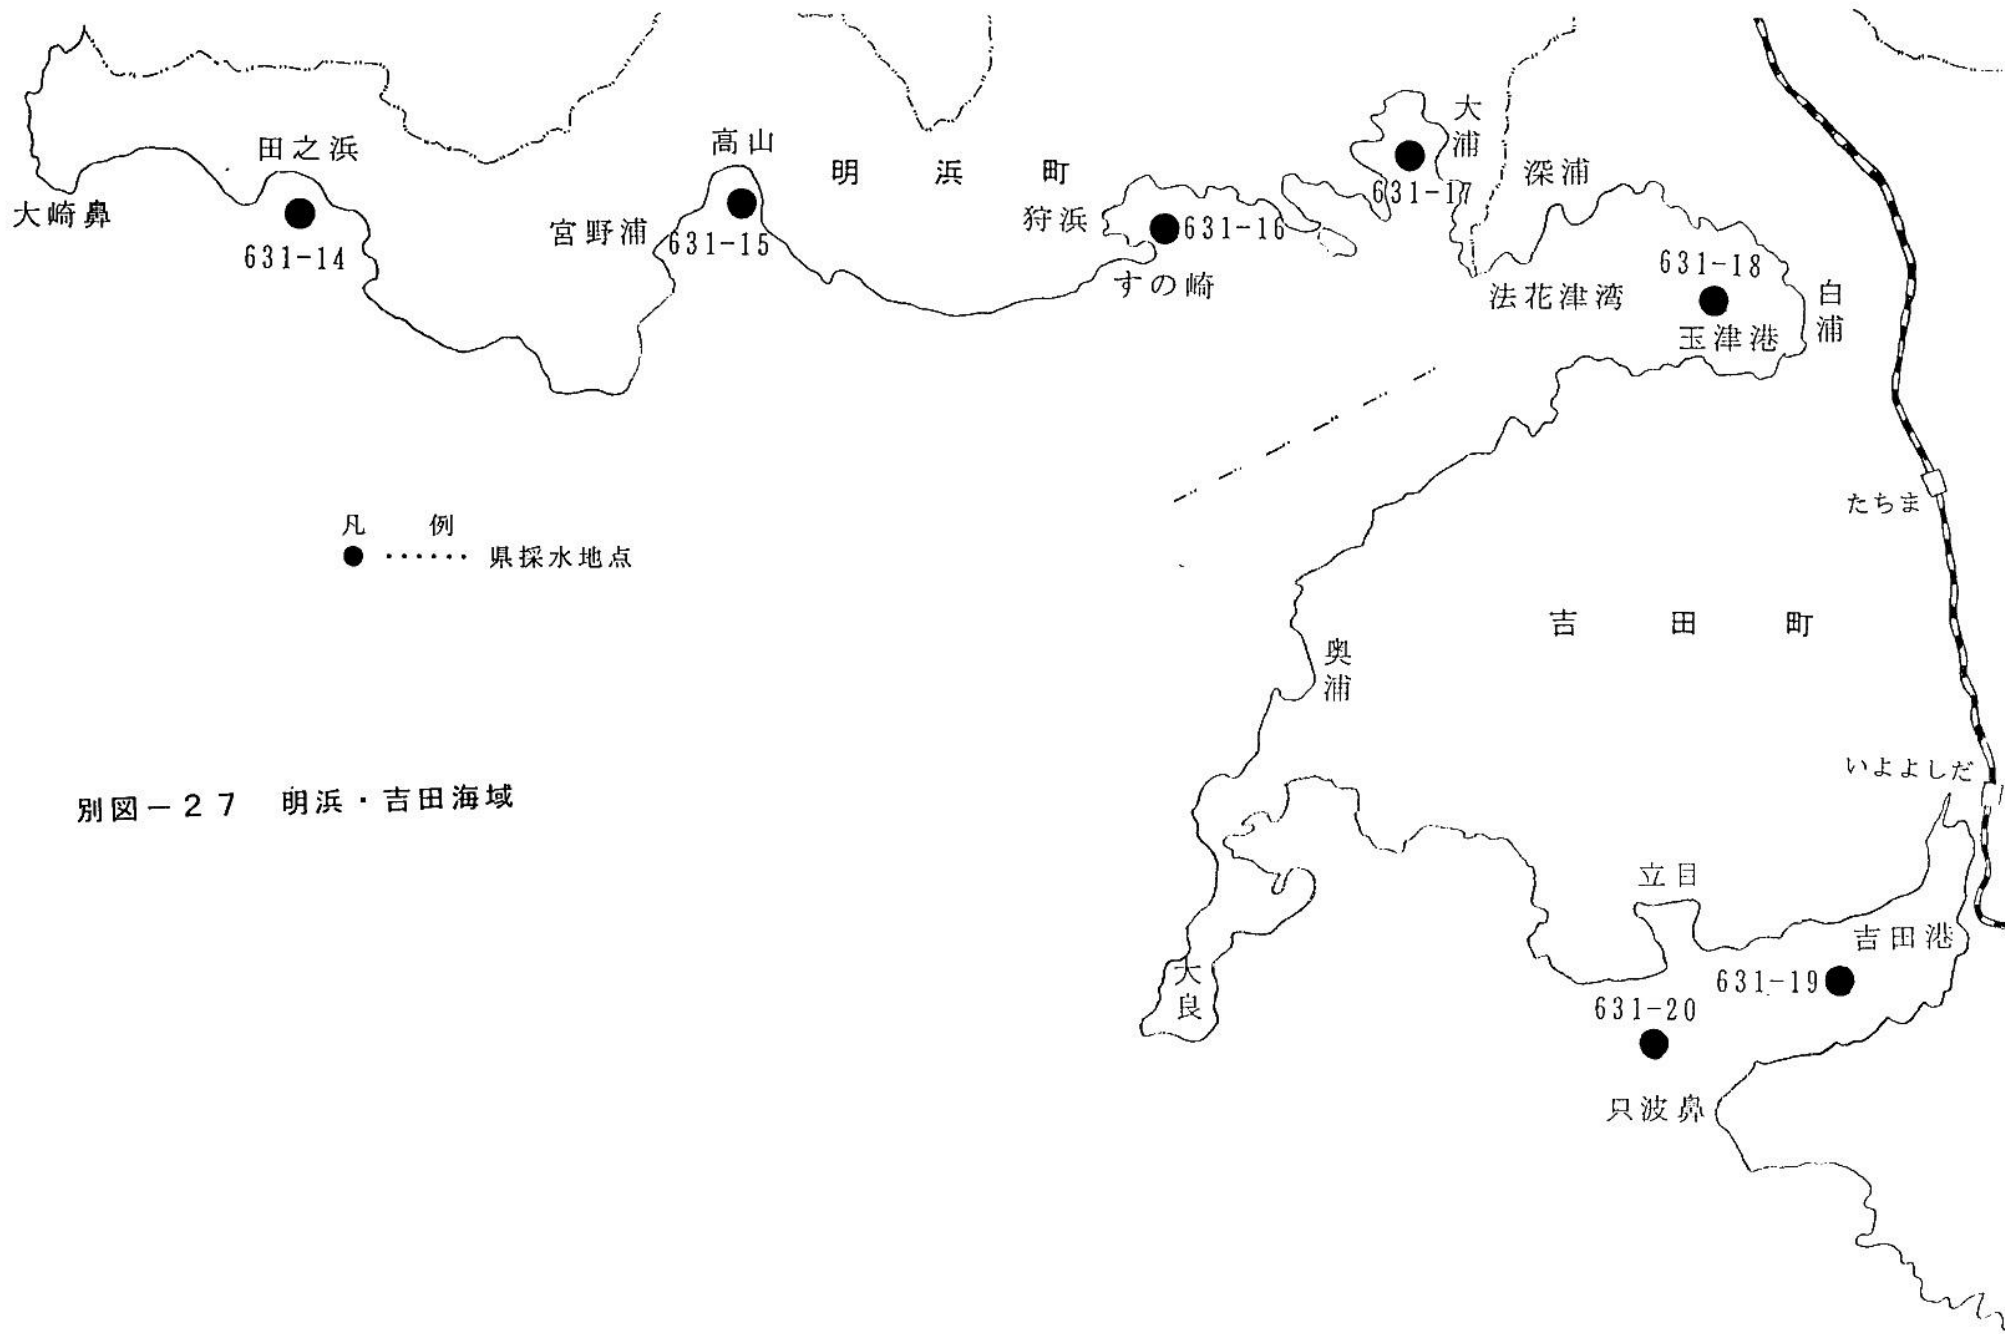 大崎鼻
田之浜
631-14
宮野浦
高山
631-15
明浜町
狩浜
631-16
すの崎
大浦
631-17
深浦
法花津湾
631-18
玉津港
白浦
たちま
凡 例
● ‥‥‥ 県採水地点
吉田町
奥浦
別図-27 明浜・吉田海域
いよよしだ
立目
吉田港
大良
631-19
631-20
只波鼻